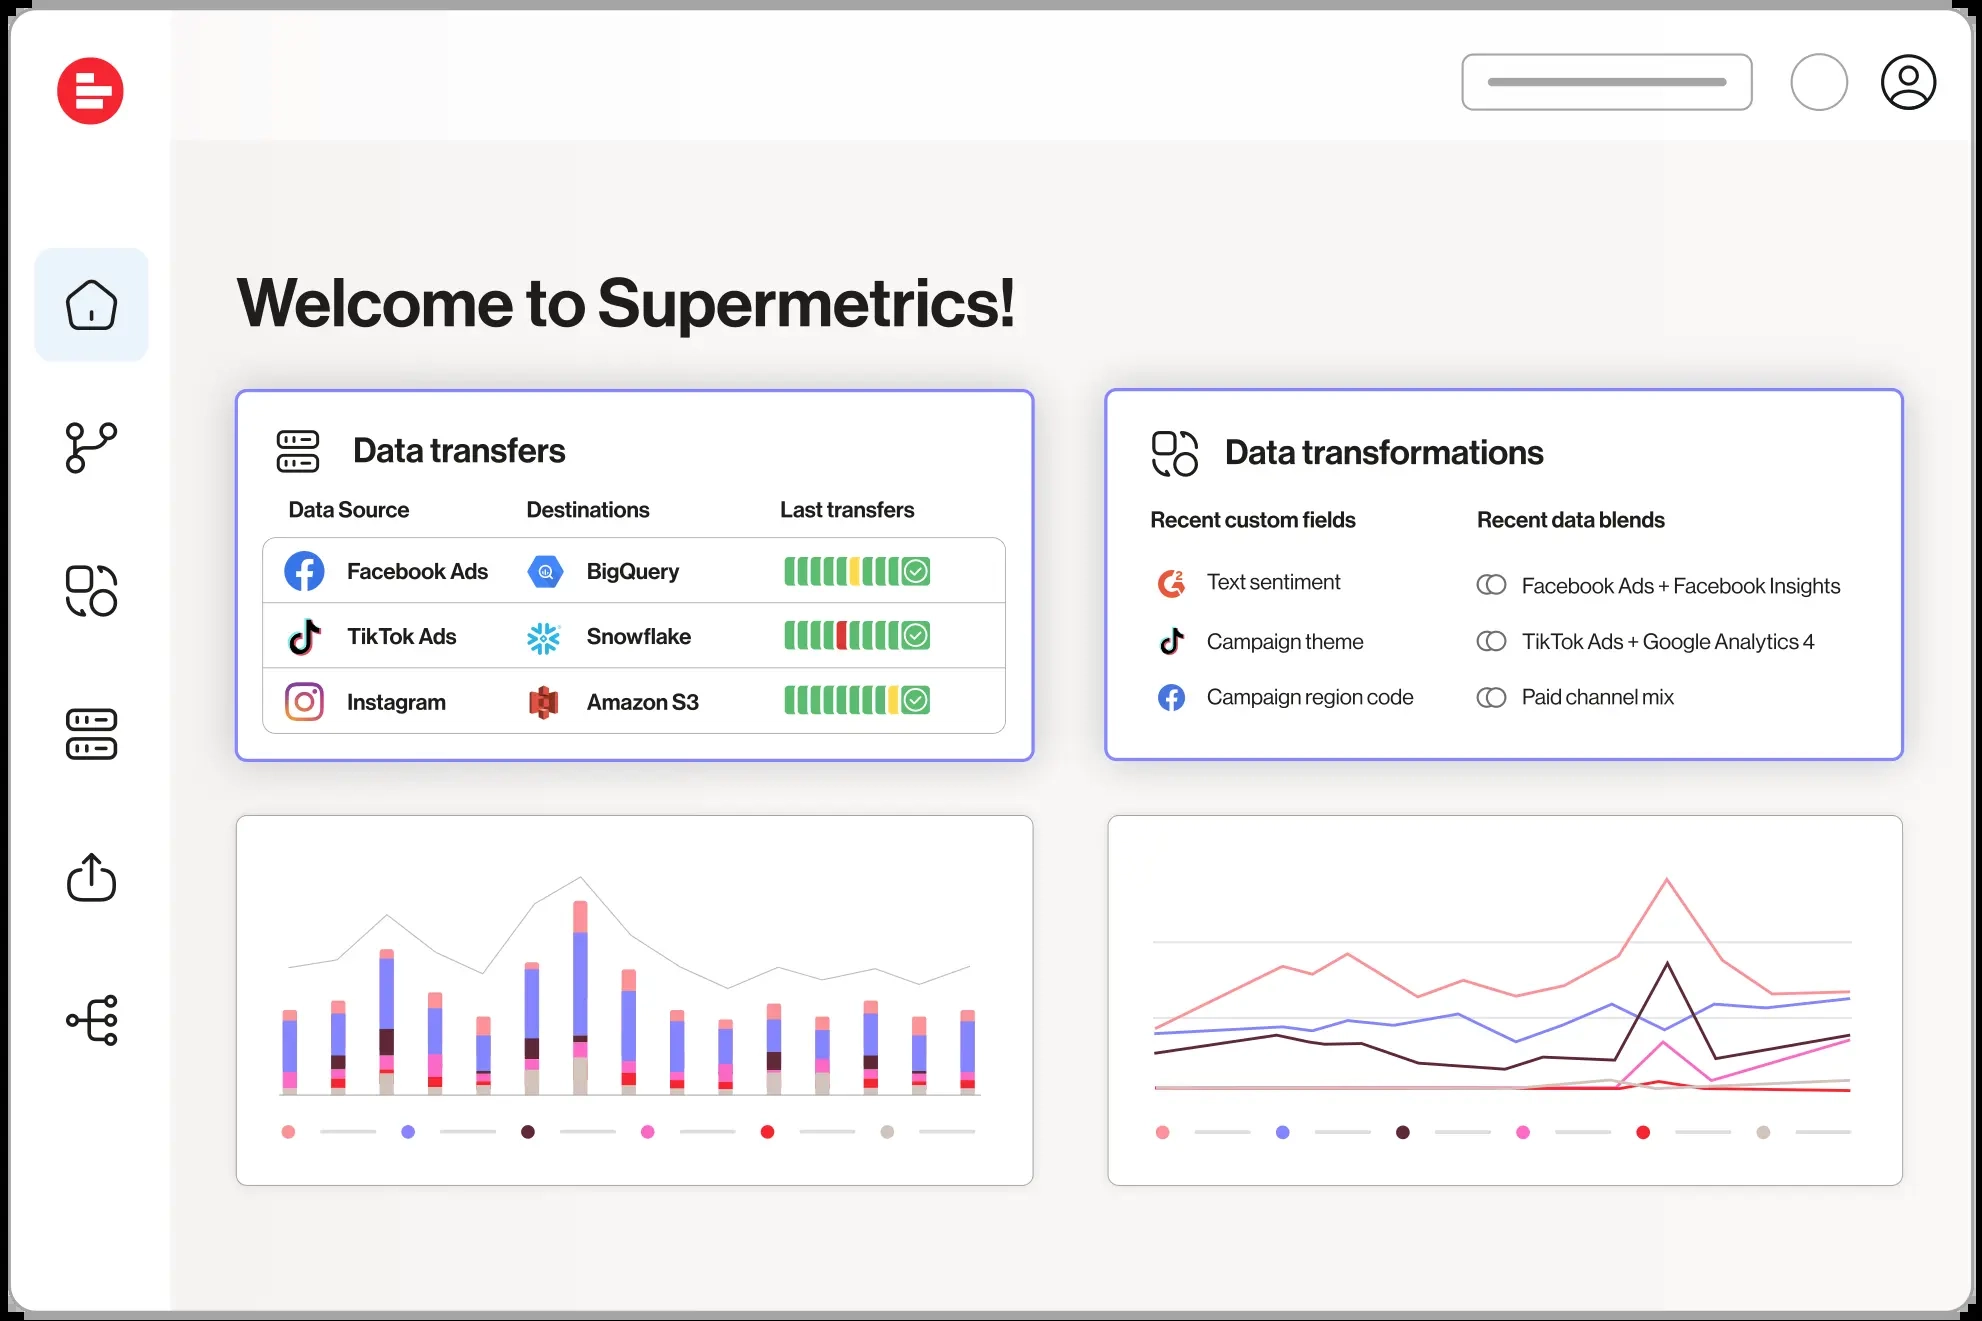 Welcome to Supermetrics!
Data transfers
Data Source Destinations Last transfers
Facebook Ads BigQuery
TikTok Ads Snowflake
Instagram Amazon S3
Data transformations
Recent custom fields Recent data blends
Text sentiment Facebook Ads + Facebook Insights
Campaign theme TikTok Ads + Google Analytics 4
Campaign region code Paid channel mix